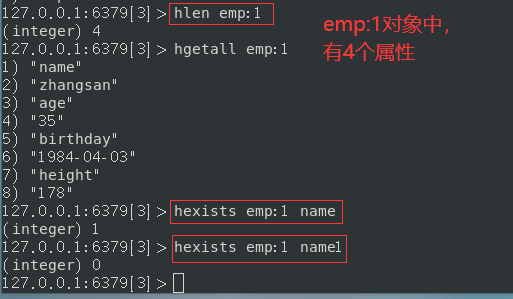 127.0.0.1:6379[3]> hlen emp:1
(integer) 4
emp:1对象中，
有4个属性
127.0.0.1:6379[3]> hgetall emp:1
1) "name"
2) "zhangsan"
3) "age"
4) "35"
5) "birthday"
6) "1984-04-03"
7) "height"
8) "178"
127.0.0.1:6379[3]> hexists emp:1 name
(integer) 1
127.0.0.1:6379[3]> hexists emp:1 name1
(integer) 0
127.0.0.1:6379[3]>